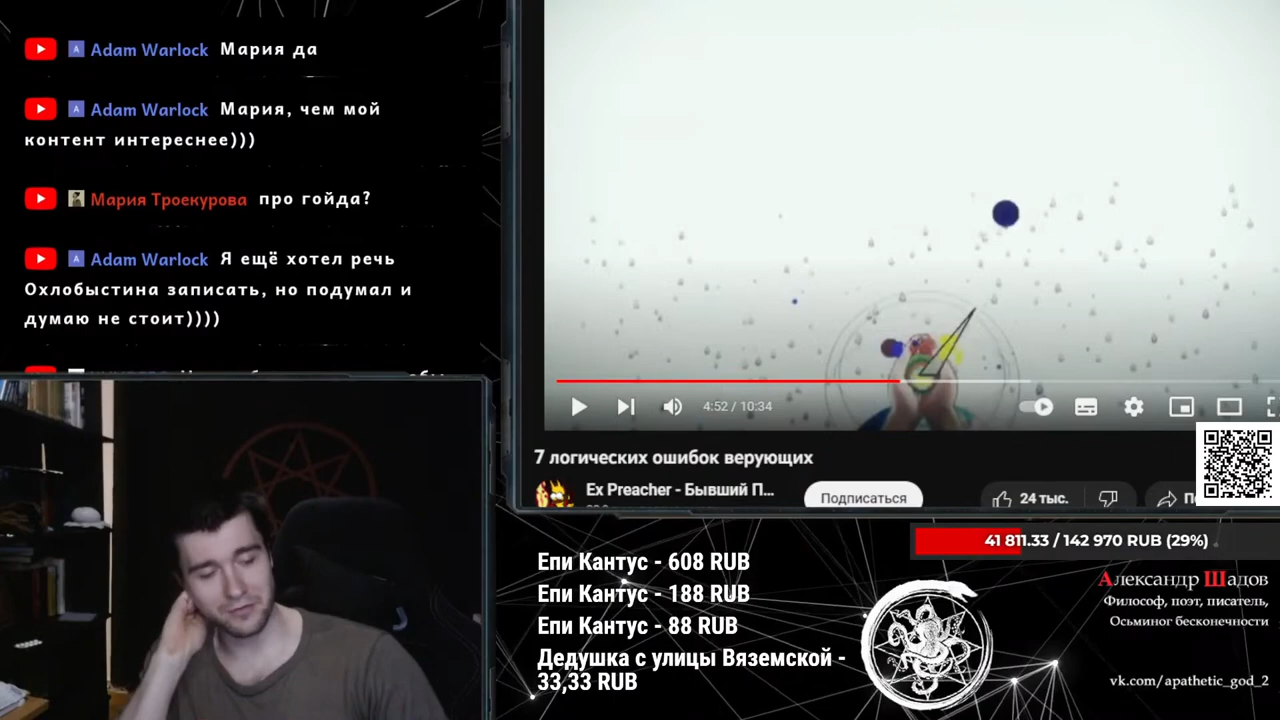 Adam Warlock Мария да
Adam Warlock Мария, чем мой
контент интереснее)))
Мария Троекурова про гойда?
Adam Warlock Я ещё хотел речь
Охлобыстина записать, но подумал и
думаю не стоит))))
4:52 / 10:34
7 логических ошибок верующих
Ex Preacher - Бывший П...
Подписаться
24 тыс.
41 811.33 / 142 970 RUB (29%)
Епи Кантус - 608 RUB
Епи Кантус - 188 RUB
Епи Кантус - 88 RUB
Дедушка с улицы Вяземской -
33,33 RUB
Александр Шадов
Философ, поэт, писатель,
Осьминог бесконечности
vk.com/apathetic_god_2